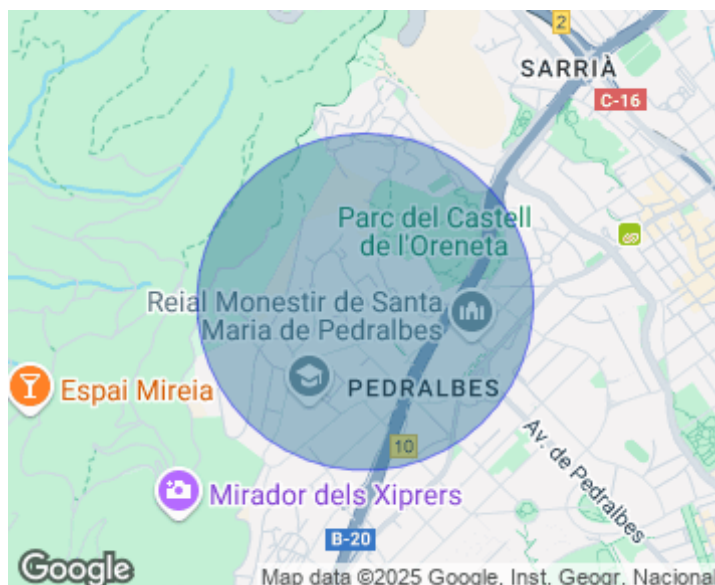 2
SARRIÀ
C-16
Parc del Castell
de l'Oreneta
Reial Monestir de Santa
Maria de Pedralbes
Espai Mireia
PEDRALBES
10
Av. de Pedralbes
Mirador dels Xiprers
B-20
Google
Map data ©2025 Google, Inst. Geogr. Nacional